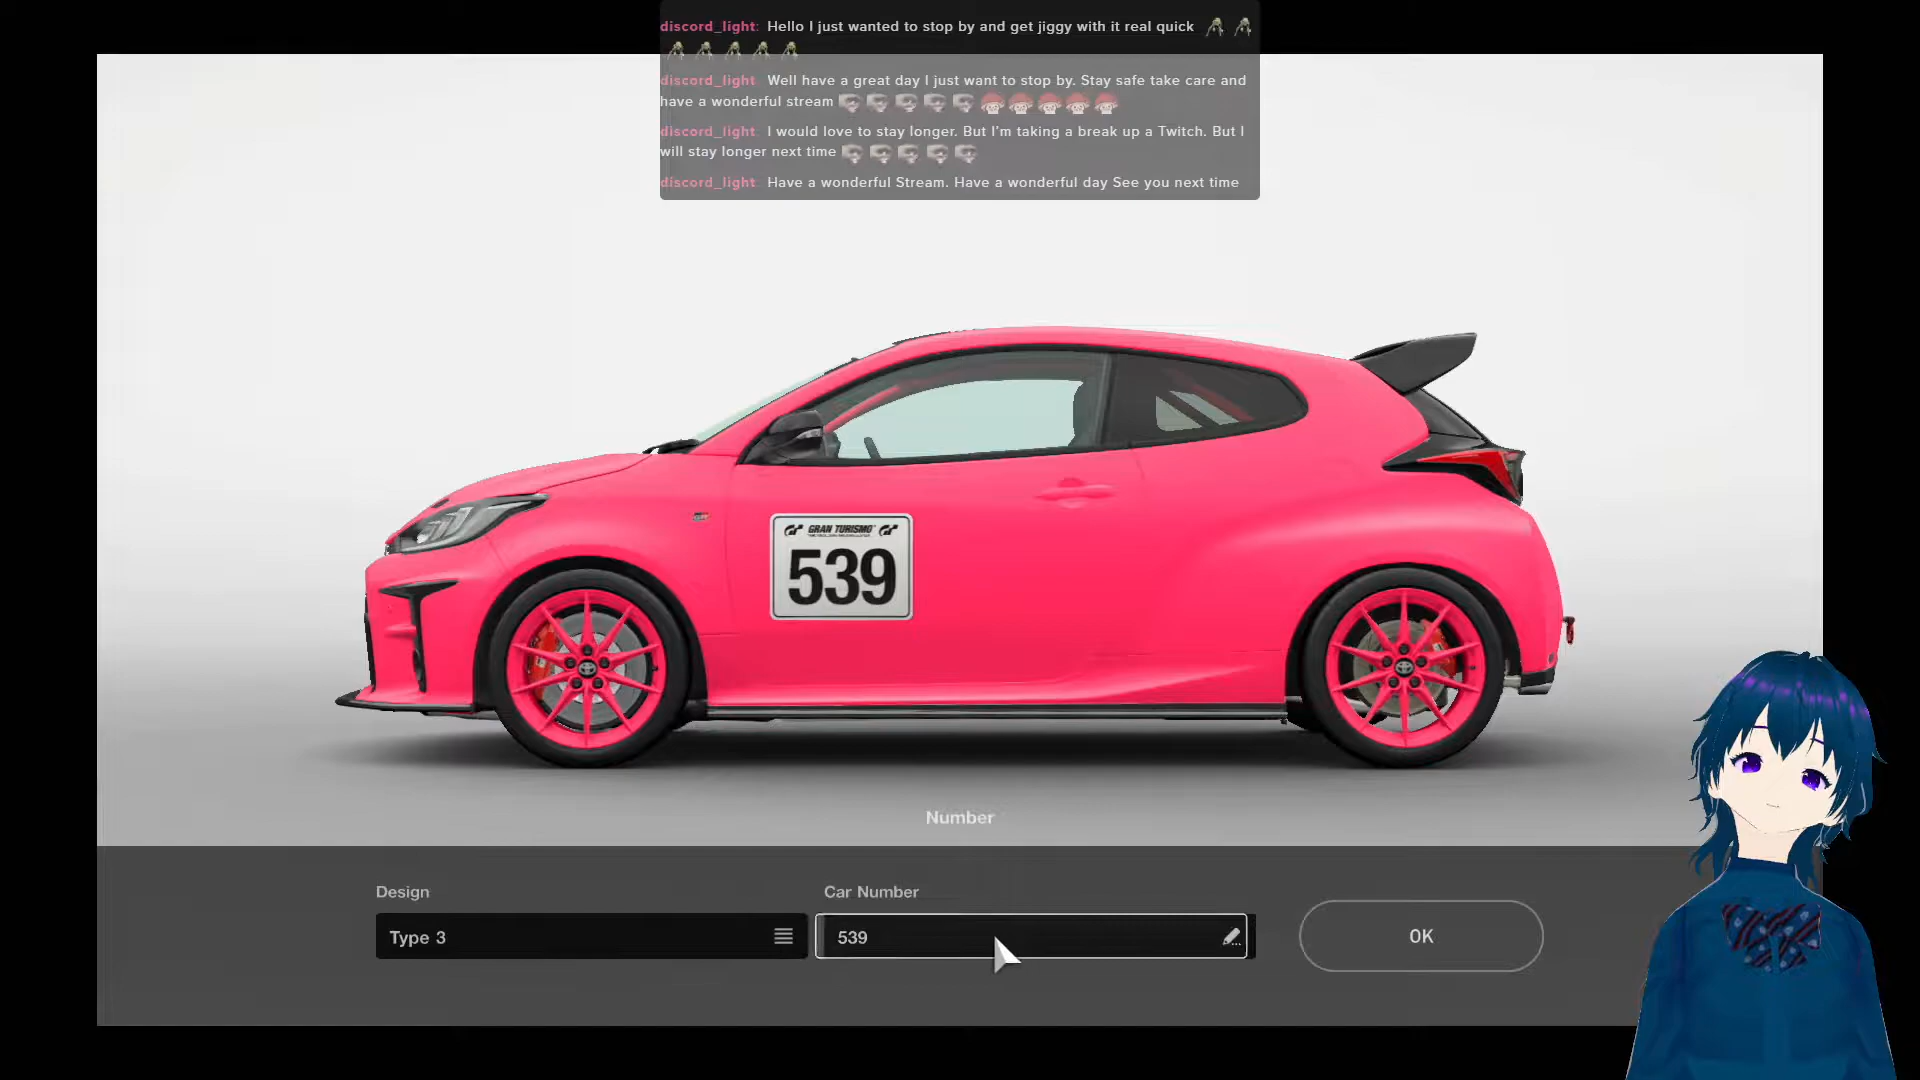 discord_light: Hello I just wanted to stop by and get jiggy with it real quick
discord_light: Well have a great day I just want to stop by. Stay safe take care and
have a wonderful stream
discord_light: I would love to stay longer. But I'm taking a break up a Twitch. But I
will stay longer next time
discord_light: Have a wonderful Stream. Have a wonderful day See you next time
GRAN TURISMO
539
Number
Design
Car Number
Type 3
539
OK